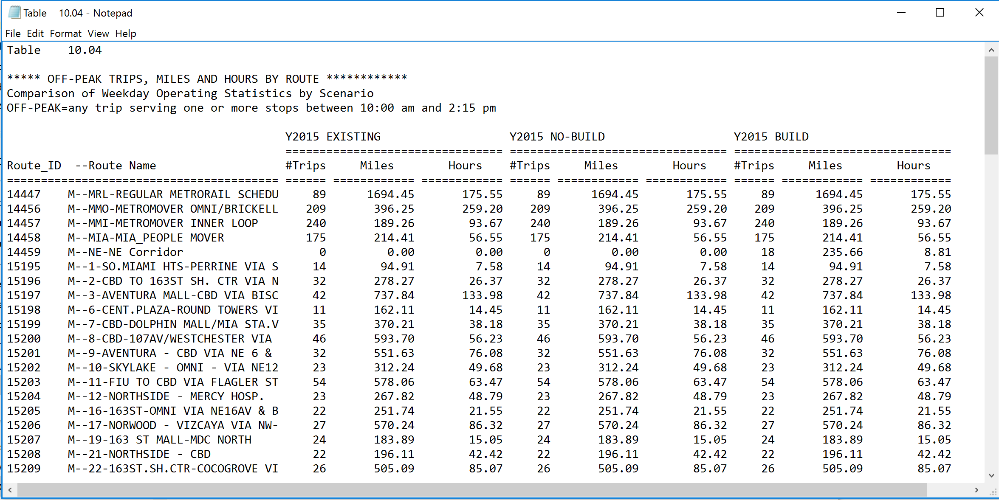 Table    10.04 - Notepad
File Edit Format View Help
Table    10.04
***** OFF-PEAK TRIPS, MILES AND HOURS BY ROUTE ************
Comparison of Weekday Operating Statistics by Scenario
OFF-PEAK=any trip serving one or more stops between 10:00 am and 2:15 pm
Y2015 EXISTING Y2015 NO-BUILD Y2015 BUILD
================================ ================================ ================================
Route_ID  --Route Name #Trips Miles Hours #Trips Miles Hours #Trips Miles Hours
======================================== ====== ============ ============ ====== ============ ============ ====== ============ ============
14447 M--MRL-REGULAR METRORAIL SCHEDU 89 1694.45 175.55 89 1694.45 175.55 89 1694.45 175.55
14456 M--MMO-METROMOVER OMNI/BRICKELL 209 396.25 259.20 209 396.25 259.20 209 396.25 259.20
14457 M--MMI-METROMOVER INNER LOOP 240 189.26 93.67 240 189.26 93.67 240 189.26 93.67
14458 M--MIA-MIA_PEOPLE MOVER 175 214.41 56.55 175 214.41 56.55 175 214.41 56.55
14459 M--NE-NE Corridor 0 0.00 0.00 0 0.00 0.00 18 235.66 8.81
15195 M--1-SO.MIAMI HTS-PERRINE VIA S 14 94.91 7.58 14 94.91 7.58 14 94.91 7.58
15196 M--2-CBD TO 163ST SH. CTR VIA N 32 278.27 26.37 32 278.27 26.37 32 278.27 26.37
15197 M--3-AVENTURA MALL-CBD VIA BISC 42 737.84 133.98 42 737.84 133.98 42 737.84 133.98
15198 M--6-CENT.PLAZA-ROUND TOWERS VI 11 162.11 14.45 11 162.11 14.45 11 162.11 14.45
15199 M--7-CBD-DOLPHIN MALL/MIA STA.V 35 370.21 38.18 35 370.21 38.18 35 370.21 38.18
15200 M--8-CBD-107AV/WESTCHESTER VIA 46 593.70 56.23 46 593.70 56.23 46 593.70 56.23
15201 M--9-AVENTURA - CBD VIA NE 6 & 32 551.63 76.08 32 551.63 76.08 32 551.63 76.08
15202 M--10-SKYLAKE - OMNI - VIA NE12 23 312.24 49.68 23 312.24 49.68 23 312.24 49.68
15203 M--11-FIU TO CBD VIA FLAGLER ST 54 578.06 63.47 54 578.06 63.47 54 578.06 63.47
15204 M--12-NORTHSIDE - MERCY HOSP. 23 267.82 48.79 23 267.82 48.79 23 267.82 48.79
15205 M--16-163ST-OMNI VIA NE16AV & B 22 251.74 21.55 22 251.74 21.55 22 251.74 21.55
15206 M--17-NORWOOD - VIZCAYA VIA NW- 27 570.24 86.32 27 570.24 86.32 27 570.24 86.32
15207 M--19-163 ST MALL-MDC NORTH 24 183.89 15.05 24 183.89 15.05 24 183.89 15.05
15208 M--21-NORTHSIDE - CBD 22 196.11 42.42 22 196.11 42.42 22 196.11 42.42
15209 M--22-163ST.SH.CTR-COCOGROVE VI 26 505.09 85.07 26 505.09 85.07 26 505.09 85.07